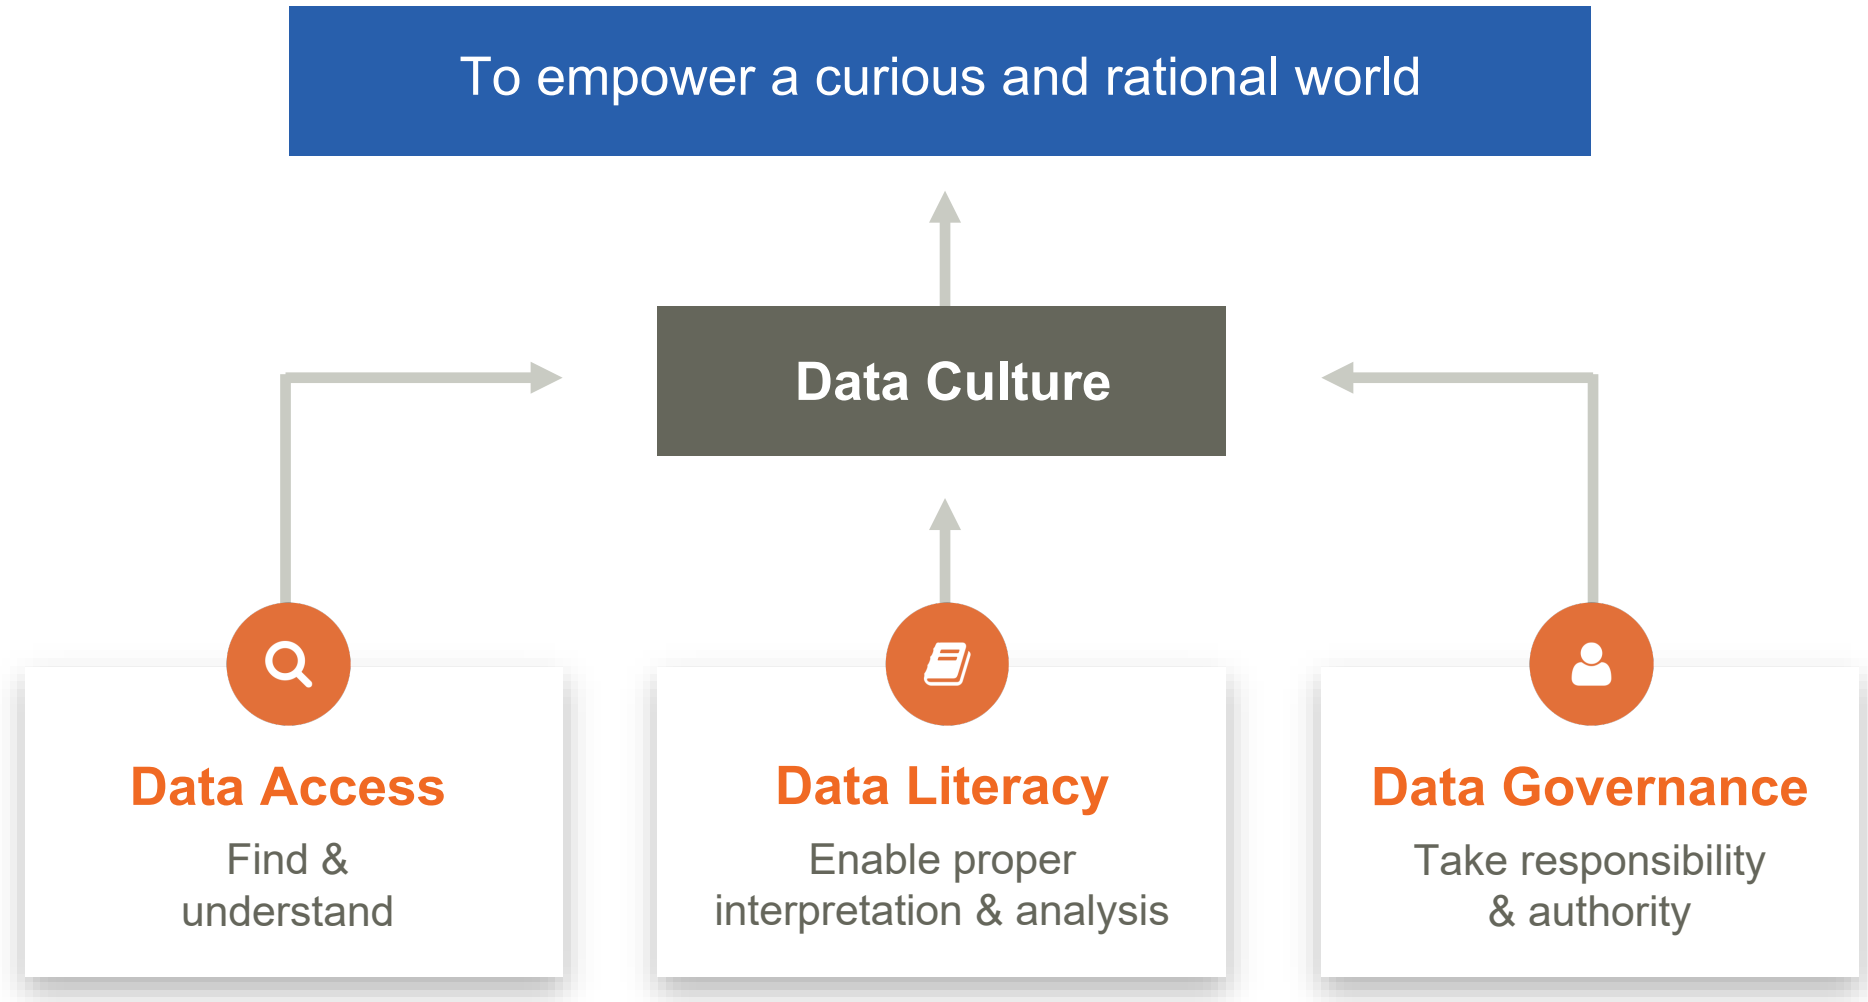 To empower a curious and rational world
Data Culture
Data Access
Find &
understand
Data Literacy
Enable proper
interpretation & analysis
Data Governance
Take responsibility
& authority